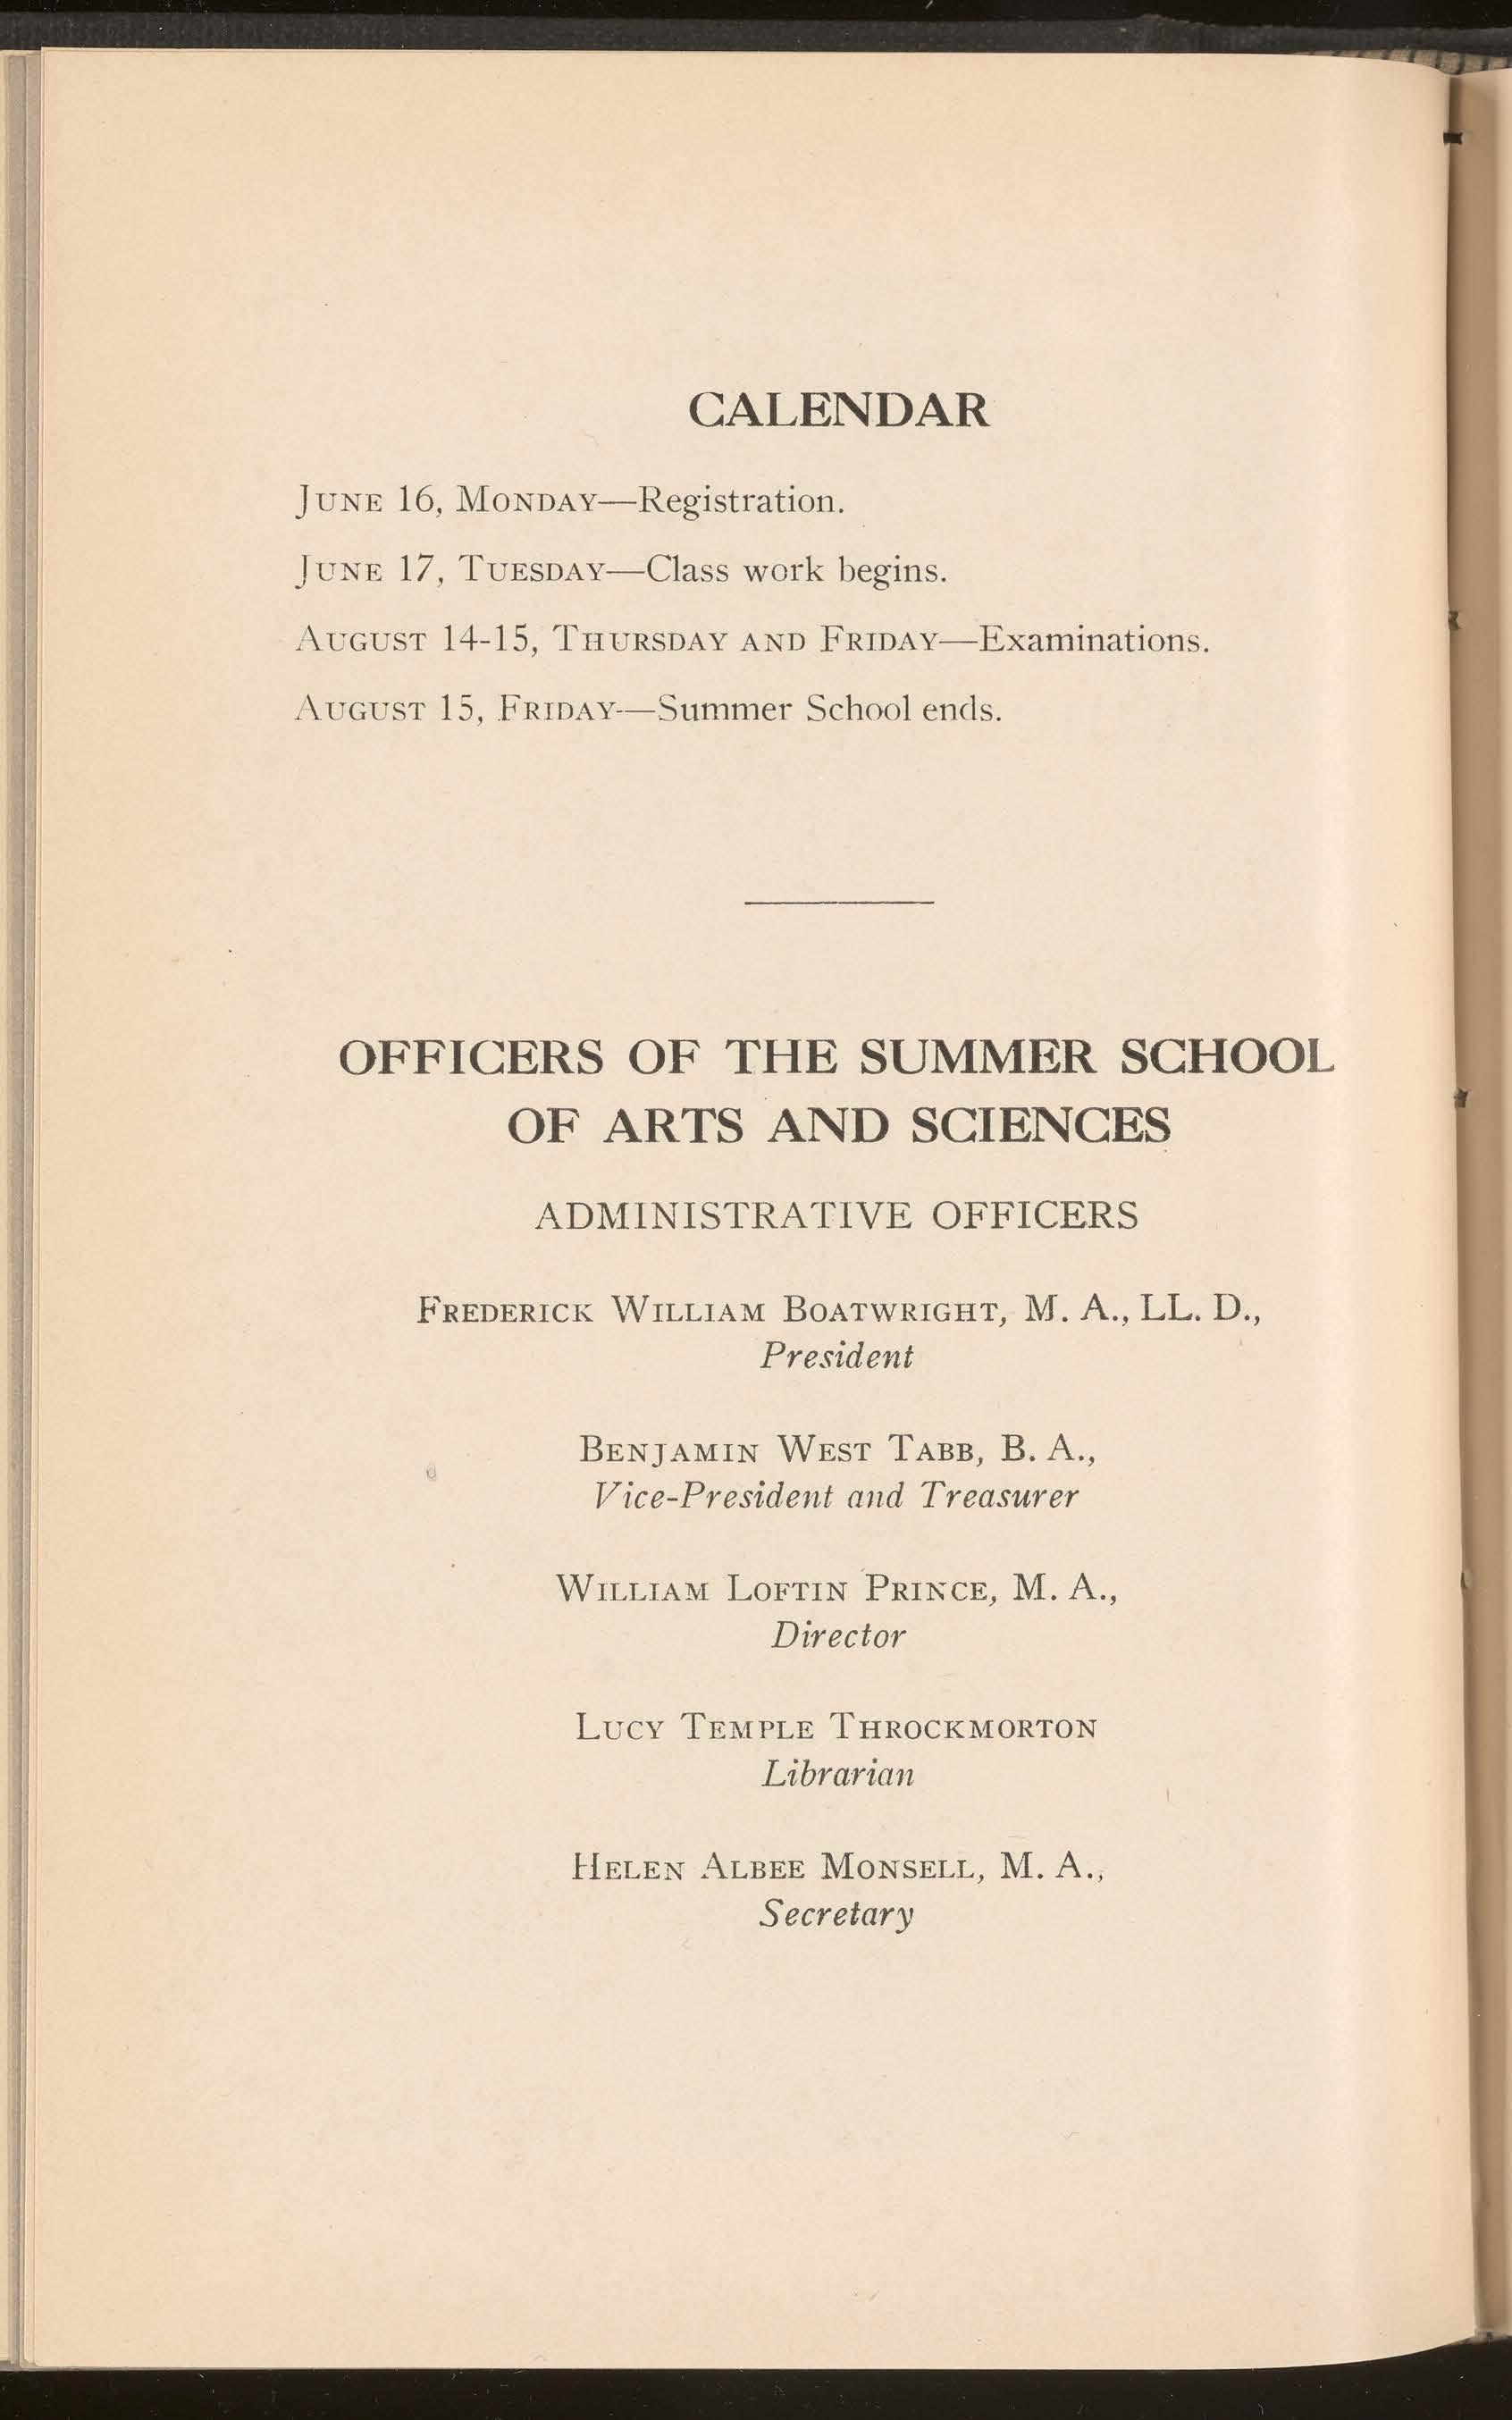 CALENDAR
June 16, Monday—Registration.
June 17, Tuesday—Class work begins.
August 14-15, Thursday and Friday—Examinations.
August 15, Friday—Summer School ends.
OFFICERS OF THE SUMMER SCHOOL
OF ARTS AND SCIENCES
ADMINISTRATIVE OFFICERS
Frederick William Boatwright, M. A., LL. D.,
President
Benjamin West Tabb, B. A.,
Vice-President and Treasurer
William Loftin Prince, M. A.,
Director
Lucy Temple Throckmorton
Librarian
Helen Albee Monsell, M. A.,
Secretary